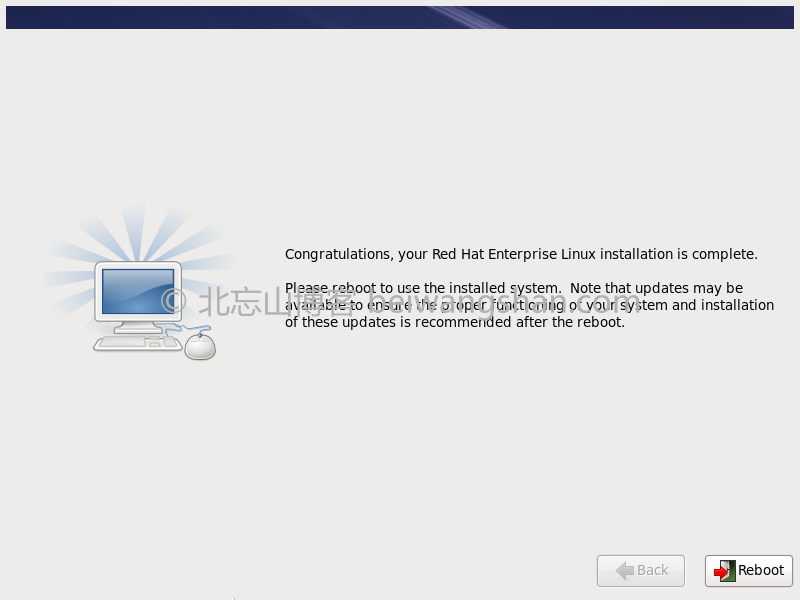 Congratulations, your Red Hat Enterprise Linux installation is complete.
Please reboot to use the installed system.  Note that updates may be
available to ensure the proper functioning of your system and installation
of these updates is recommended after the reboot.
© 北忘山博客 beiwangshan.com
Back
Reboot